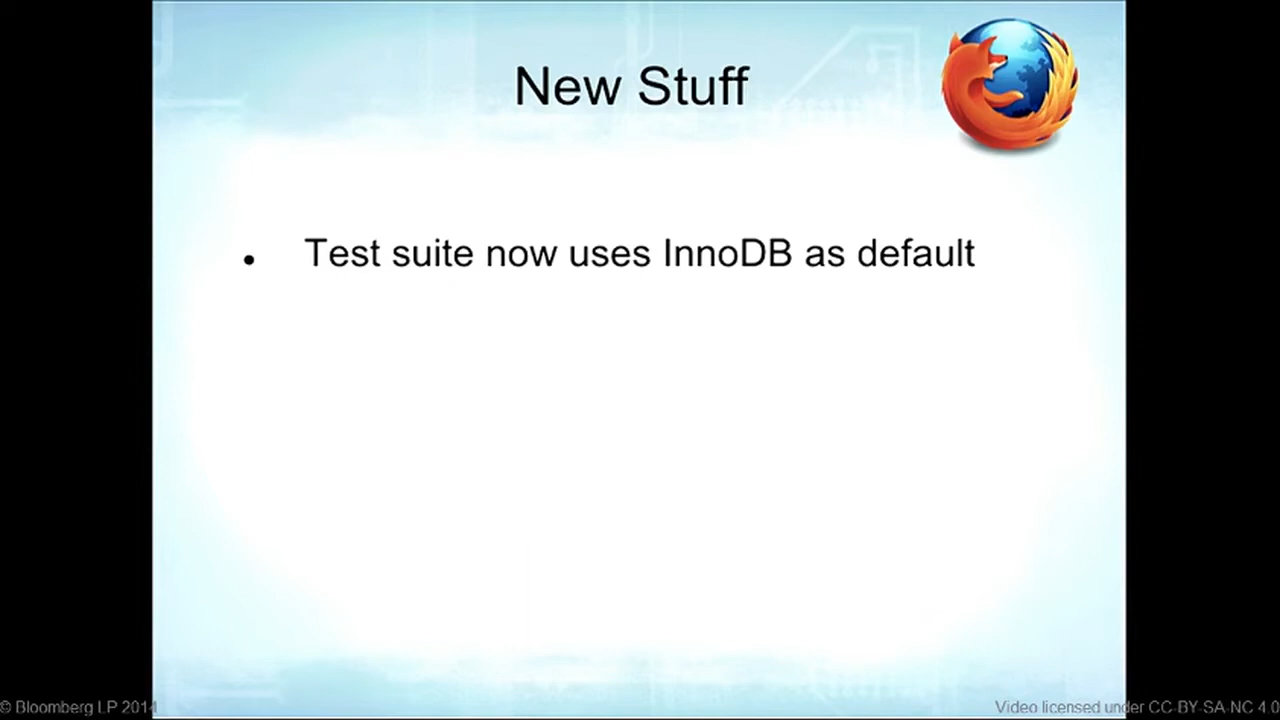 New Stuff
• Test suite now uses InnoDB as default
© Bloomberg LP 2014
Video licensed under CC-BY-SA-NC 4.0